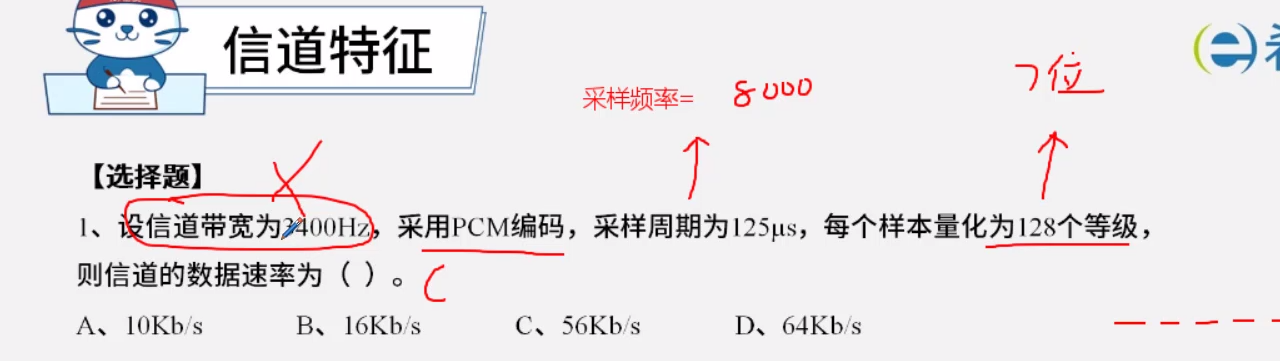 信道特征
采样频率= 8000
7位
【选择题】
1、设信道带宽为3400Hz，采用PCM编码，采样周期为125μs，每个样本量化为128个等级，
则信道的数据速率为（ ）。 C
A、10Kb/s B、16Kb/s C、56Kb/s D、64Kb/s